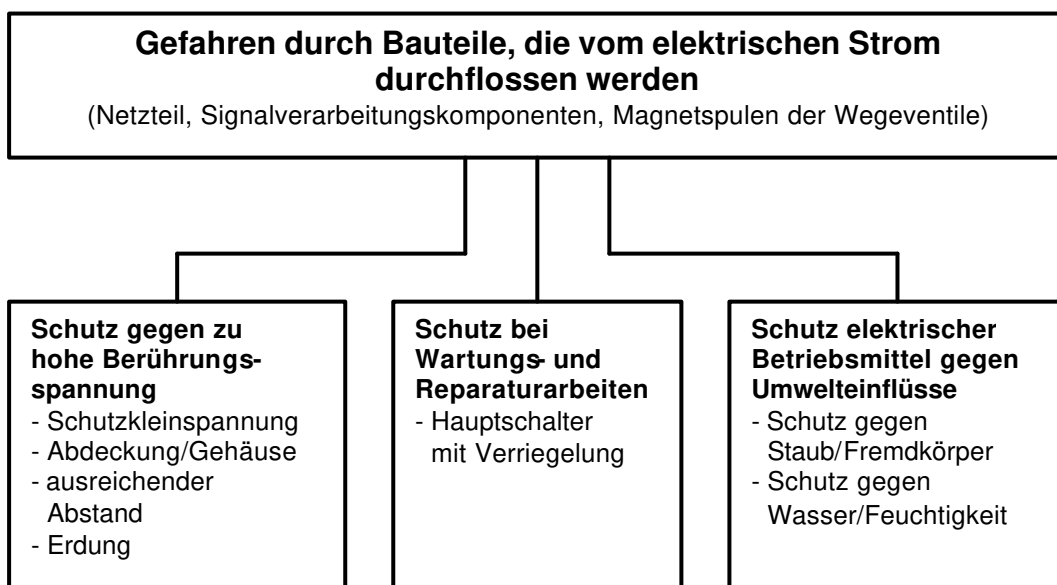 Gefahren durch Bauteile, die vom elektrischen Strom
durchflossen werden
(Netzteil, Signalverarbeitungskomponenten, Magnetspulen der Wegeventile)
Schutz gegen zu
hohe Berührungs-
spannung
- Schutzkleinspannung
- Abdeckung/Gehäuse
- ausreichender
Abstand
- Erdung
Schutz bei
Wartungs- und
Reparaturarbeiten
- Hauptschalter
mit Verriegelung
Schutz elektrischer
Betriebsmittel gegen
Umwelteinflüsse
- Schutz gegen
Staub/Fremdkörper
- Schutz gegen
Wasser/Feuchtigkeit